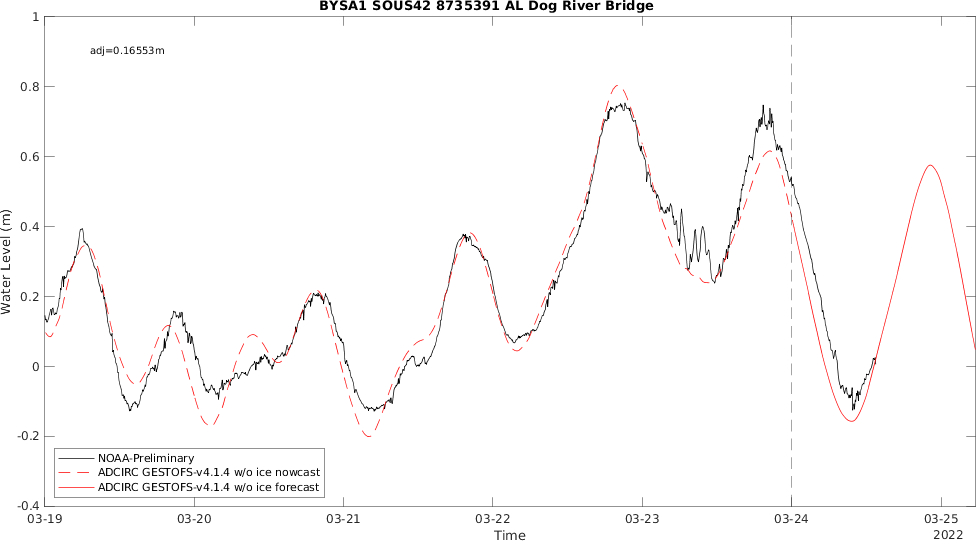 BYSA1 SOUS42 8735391 AL Dog River Bridge
adj=0.16553m
Water Level (m)
1
0.8
0.6
0.4
0.2
0
-0.2
-0.4
NOAA-Preliminary
ADCIRC GESTOFS-v4.1.4 w/o ice nowcast
ADCIRC GESTOFS-v4.1.4 w/o ice forecast
03-19 03-20 03-21 03-22 03-23 03-24 03-25
Time
2022